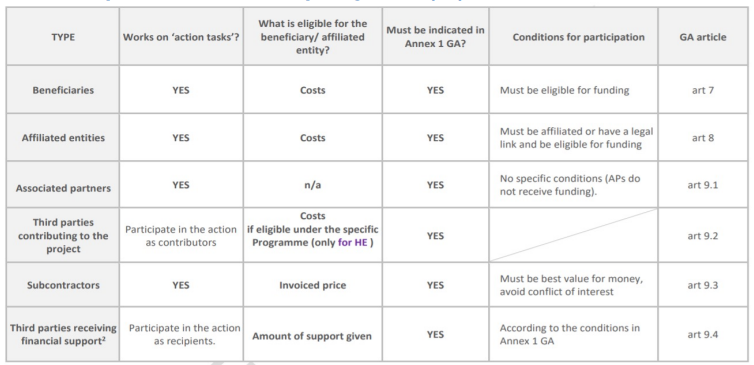 TYPE
Works on ‘action tasks’?
What is eligible for the
beneficiary/ affiliated
entity?
Must be indicated in
Annex 1 GA?
Conditions for participation
GA article
Beneficiaries
YES
Costs
YES
Must be eligible for funding
art 7
Affiliated entities
YES
Costs
YES
Must be affiliated or have a legal
link and be eligible for funding
art 8
Associated partners
YES
n/a
YES
No specific conditions (APs do
not receive funding).
art 9.1
Third parties
contributing to the
project
Participate in the action
as contributors
Costs
if eligible under the specific
Programme (only for HE )
YES
art 9.2
Subcontractors
YES
Invoiced price
YES
Must be best value for money,
avoid conflict of interest
art 9.3
Third parties receiving
financial support²
Participate in the action
as recipients.
Amount of support given
YES
According to the conditions in
Annex 1 GA
art 9.4